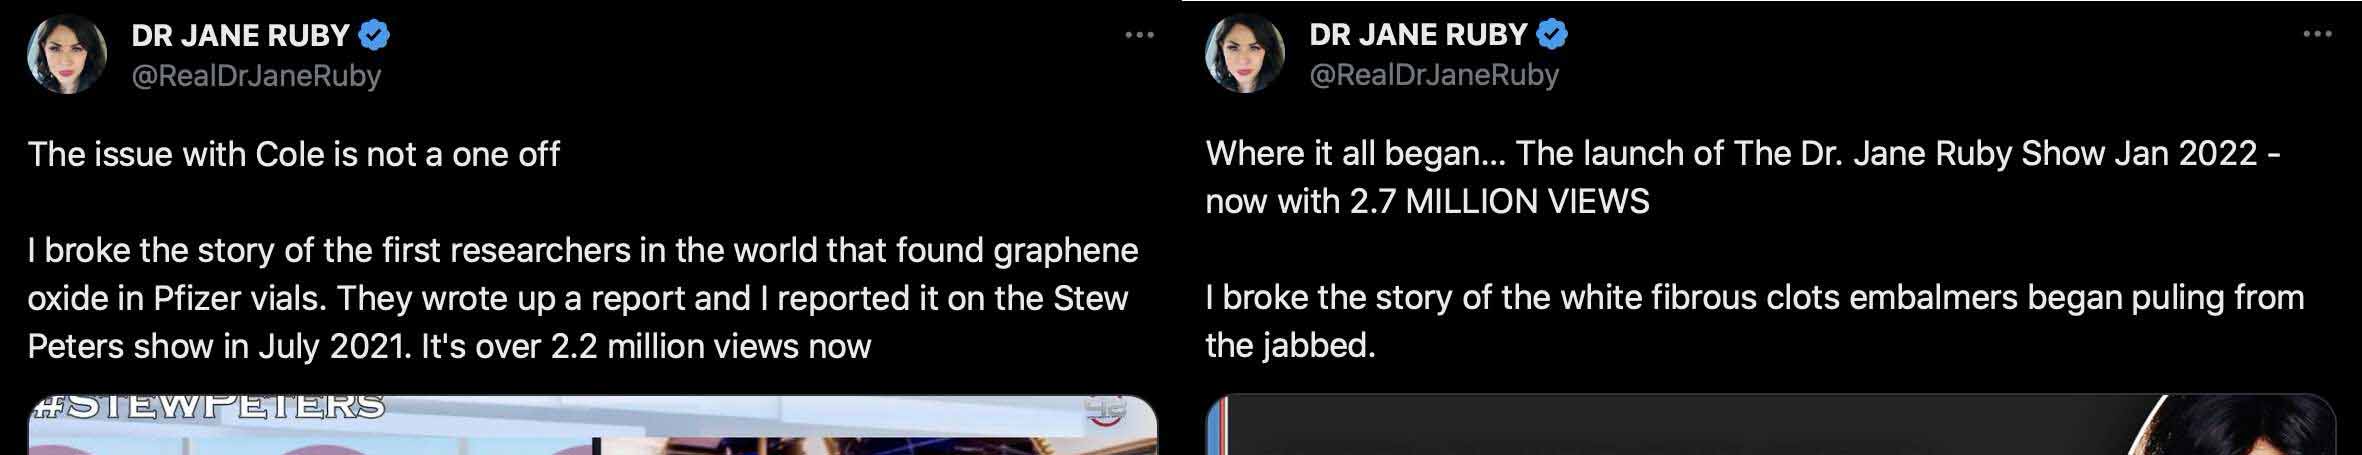 DR JANE RUBY
@RealDrJaneRuby
The issue with Cole is not a one off
I broke the story of the first researchers in the world that found graphene
oxide in Pfizer vials. They wrote up a report and I reported it on the Stew
Peters show in July 2021. It's over 2.2 million views now
#STEWPETERS
DR JANE RUBY
@RealDrJaneRuby
Where it all began... The launch of The Dr. Jane Ruby Show Jan 2022 -
now with 2.7 MILLION VIEWS
I broke the story of the white fibrous clots embalmers began puling from
the jabbed.